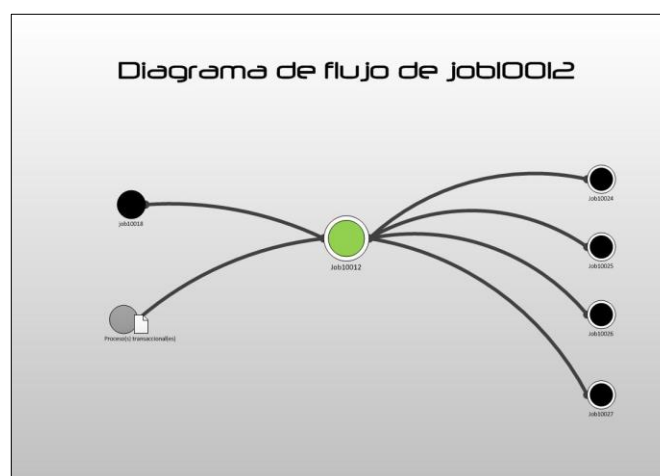 Diagrama de flujo de job10012
Job10024
job10018
Job10025
Job10012
Job10026
Proceso(s) transaccional(es)
Job10027